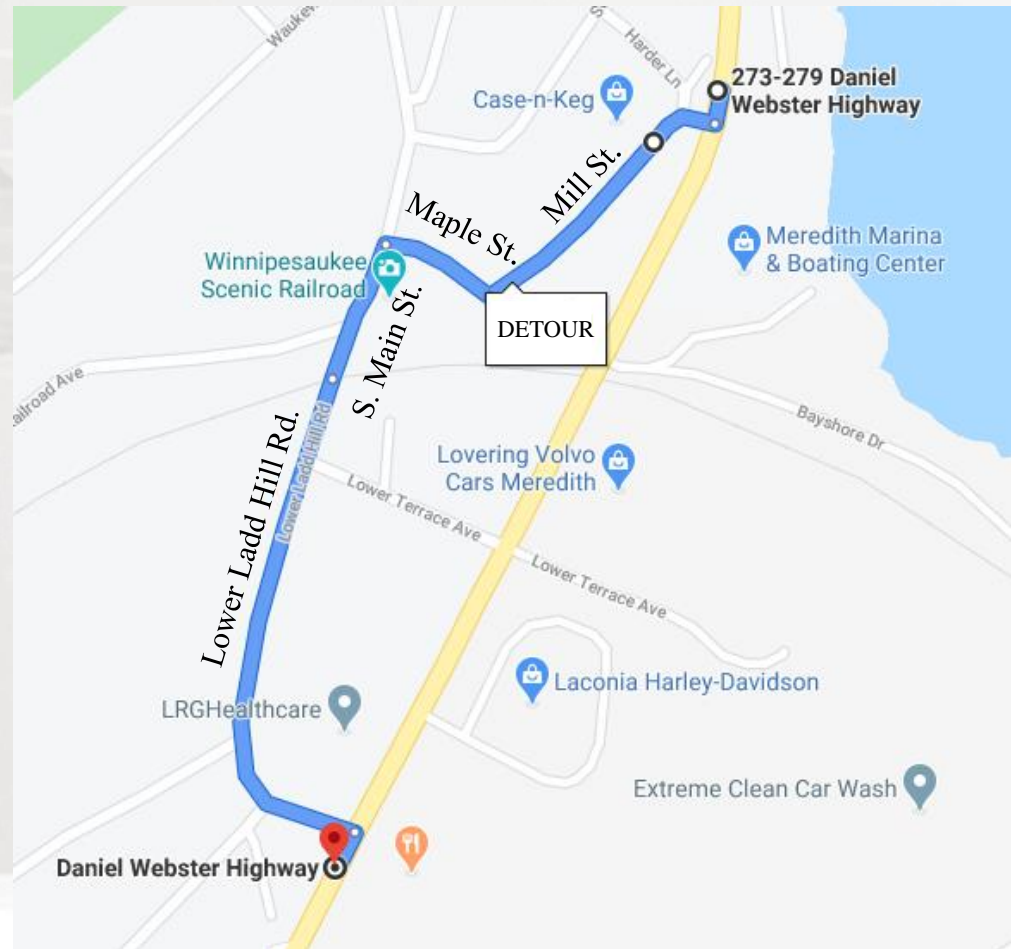 Waukew
S
Harder Ln
273-279 Daniel
Webster Highway
Case-n-Keg
Mill St.
Maple St.
Meredith Marina
& Boating Center
Winnipesaukee
Scenic Railroad
S. Main St.
DETOUR
ailroad Ave
Bayshore Dr
Lower Ladd Hill Rd.
Lower Ladd Hill Rd
Lovering Volvo
Cars Meredith
Lower Terrace Ave
Lower Terrace Ave
Laconia Harley-Davidson
LRGHealthcare
Extreme Clean Car Wash
Daniel Webster Highway